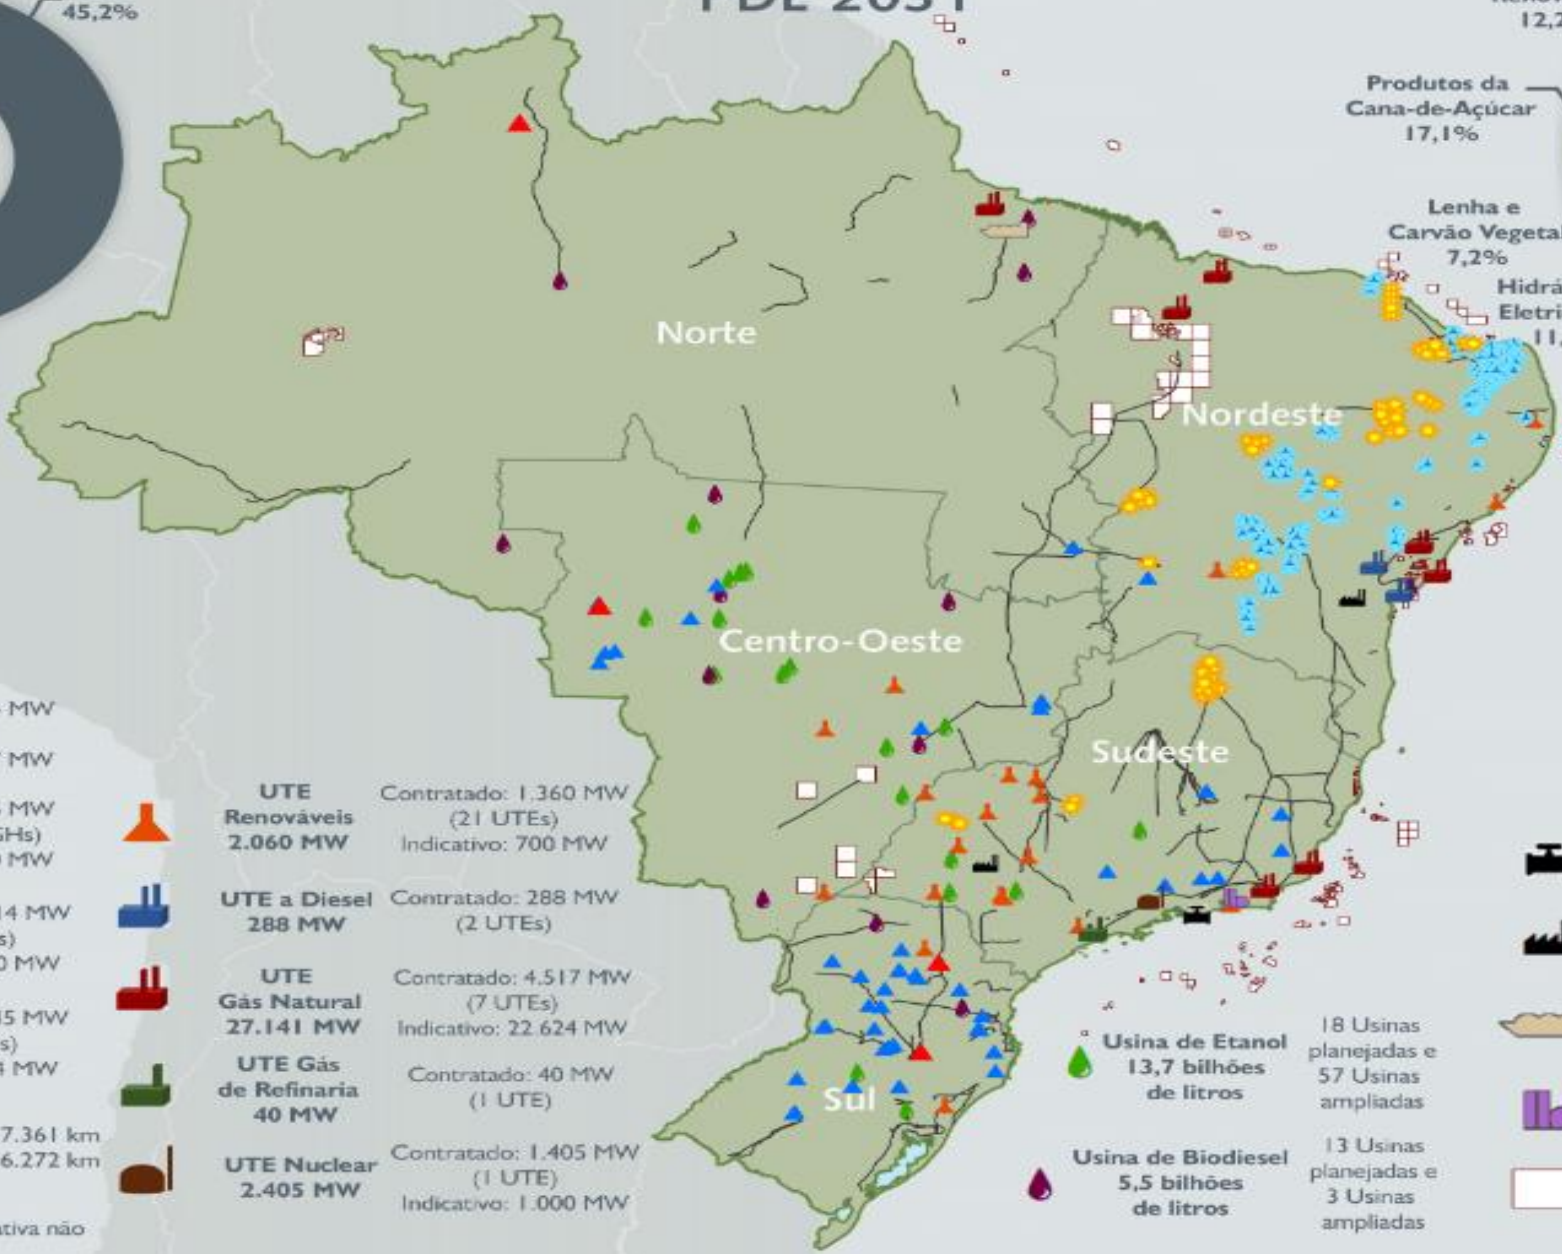 45,2%
PDE 2031
12,2
Produtos da
Cana-de-Açúcar
17,1%
Lenha e
Carvão Vegetal
7,2%
Hidrá
Eletri
11,
Norte
Nordeste
Centro-Oeste
Sudeste
Sul
MW
MW
MW
GHs)
MW
14 MW
s)
0 MW
15 MW
s)
4 MW
7.361 km
6.272 km
ativa não
UTE
Renováveis
2.060 MW
Contratado: 1.360 MW
(21 UTEs)
Indicativo: 700 MW
UTE a Diesel
288 MW
Contratado: 288 MW
(2 UTEs)
UTE
Gás Natural
27.141 MW
Contratado: 4.517 MW
(7 UTEs)
Indicativo: 22.624 MW
UTE Gás
de Refinaria
40 MW
Contratado: 40 MW
(1 UTE)
UTE Nuclear
2.405 MW
Contratado: 1.405 MW
(1 UTE)
Indicativo: 1.000 MW
Usina de Etanol
13,7 bilhões
de litros
18 Usinas
planejadas e
57 Usinas
ampliadas
Usina de Biodiesel
5,5 bilhões
de litros
13 Usinas
planejadas e
3 Usinas
ampliadas